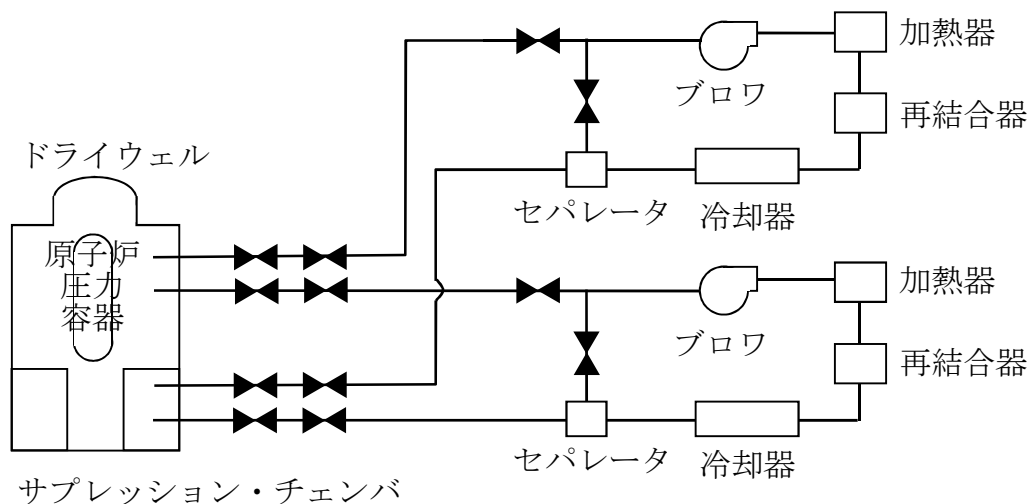 加熱器
ブロワ
再結合器
ドライウェル
セパレータ
冷却器
原子炉
圧力
容器
加熱器
ブロワ
再結合器
セパレータ
冷却器
サプレッション・チェンバ